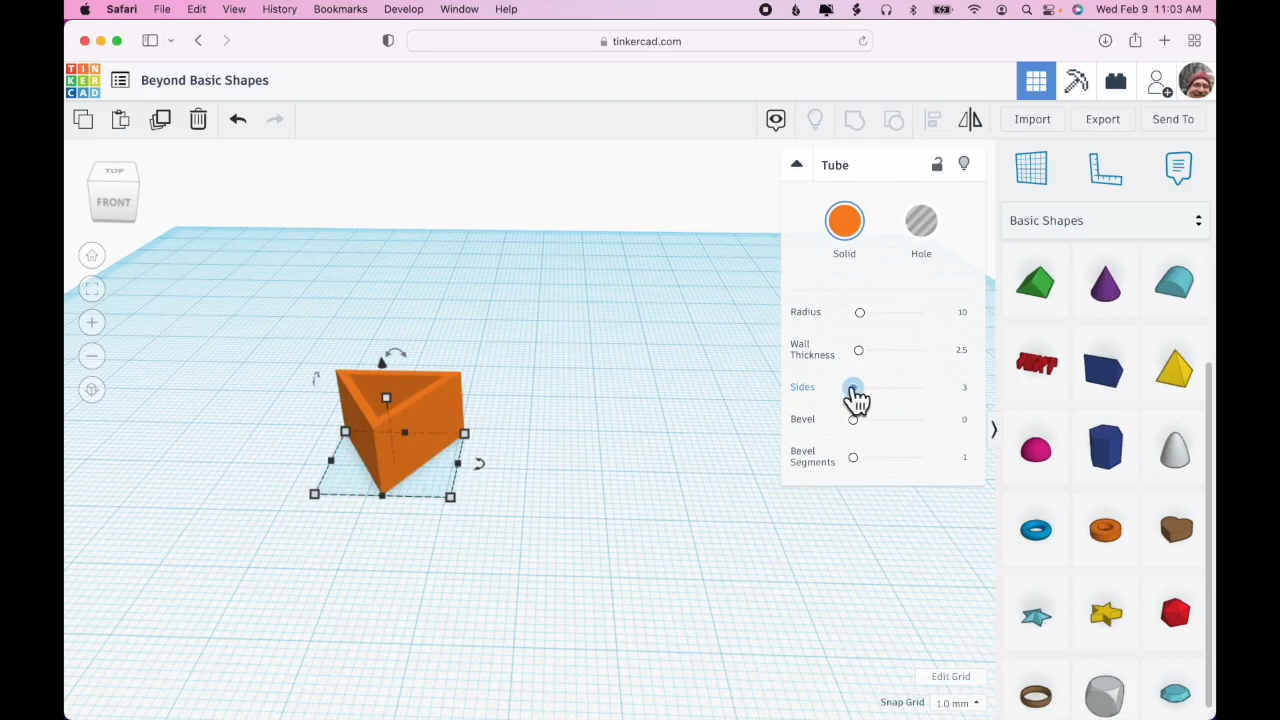 Safari File Edit View History Bookmarks Develop Window Help Wed Feb 9 11:03 AM
tinkercad.com
TIN
KER
CAD
Beyond Basic Shapes
Import Export Send To
Tube
Solid Hole
Radius 10
Wall
Thickness 2.5
Sides 3
Bevel 0
Bevel
Segments 1
Basic Shapes
TOP
FRONT
Edit Grid
Snap Grid 1.0 mm